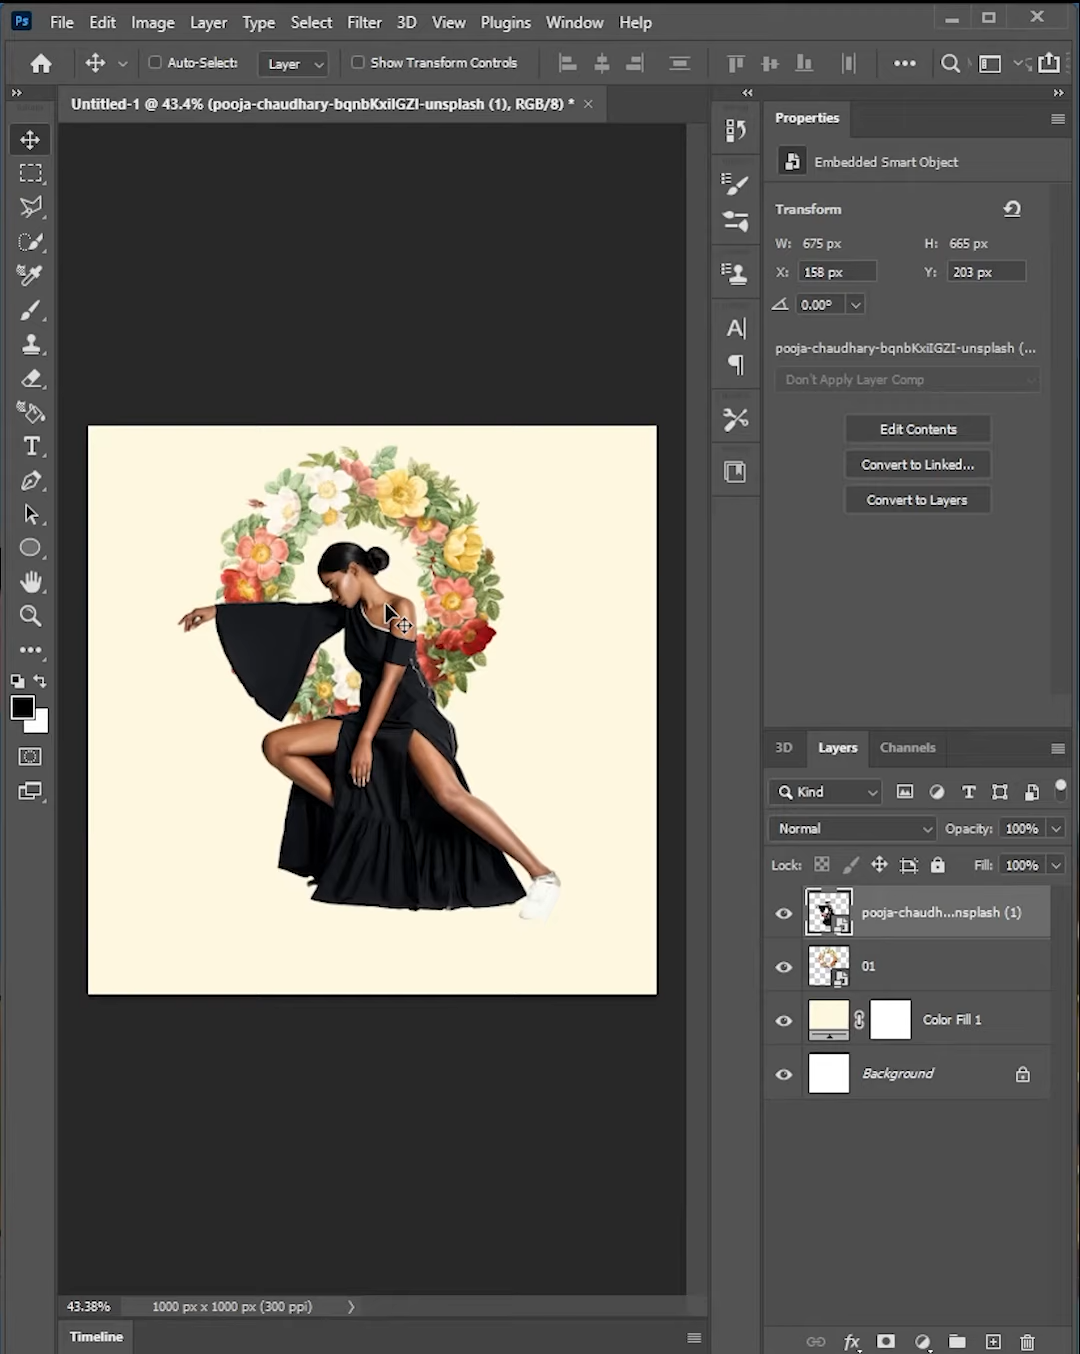 Ps File Edit Image Layer Type Select Filter 3D View Plugins Window Help
Auto-Select: Layer Show Transform Controls
Untitled-1 @ 43.4% (pooja-chaudhary-bqnbKxiIGZI-unsplash (1), RGB/8) *
Properties
Embedded Smart Object
Transform
W: 675 px H: 665 px
X: 158 px Y: 203 px
0.00°
pooja-chaudhary-bqnbKxiIGZI-unsplash (...
Don't Apply Layer Comp
Edit Contents
Convert to Linked...
Convert to Layers
3D Layers Channels
Kind
Normal Opacity: 100%
Lock: Fill: 100%
pooja-chaudh...nsplash (1)
01
Color Fill 1
Background
43.38% 1000 px x 1000 px (300 ppi)
Timeline
fx